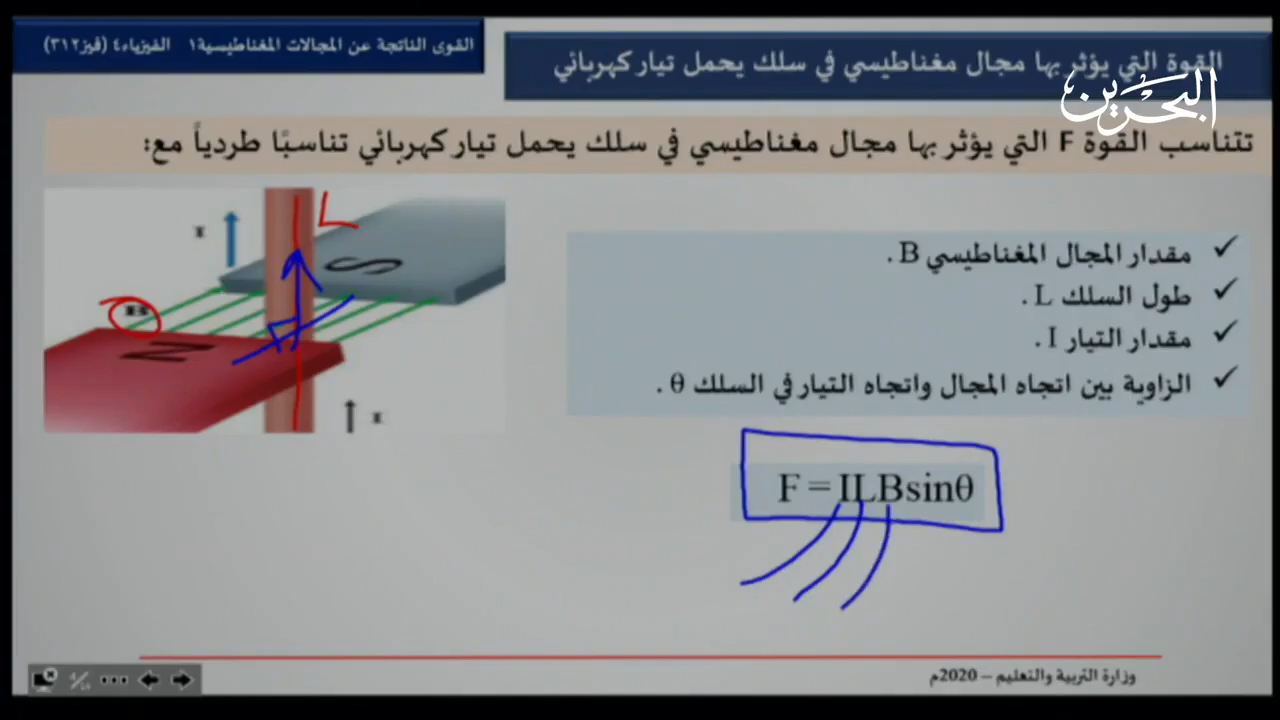 القوى الناتجة عن المجالات المغناطيسية١ الفيزياء٤ (فيز٣١٢)
القوة التي يؤثر بها مجال مغناطيسي في سلك يحمل تيار كهربائي
البحرين
تتناسب القوة F التي يؤثر بها مجال مغناطيسي في سلك يحمل تيار كهربائي تناسبًا طردياً مع:
✓ مقدار المجال المغناطيسي B .
✓ طول السلك L .
✓ مقدار التيار I .
✓ الزاوية بين اتجاه المجال واتجاه التيار في السلك θ .
L
I
S
B
N
I
F = ILBsinθ
وزارة التربية والتعليم – 2020م